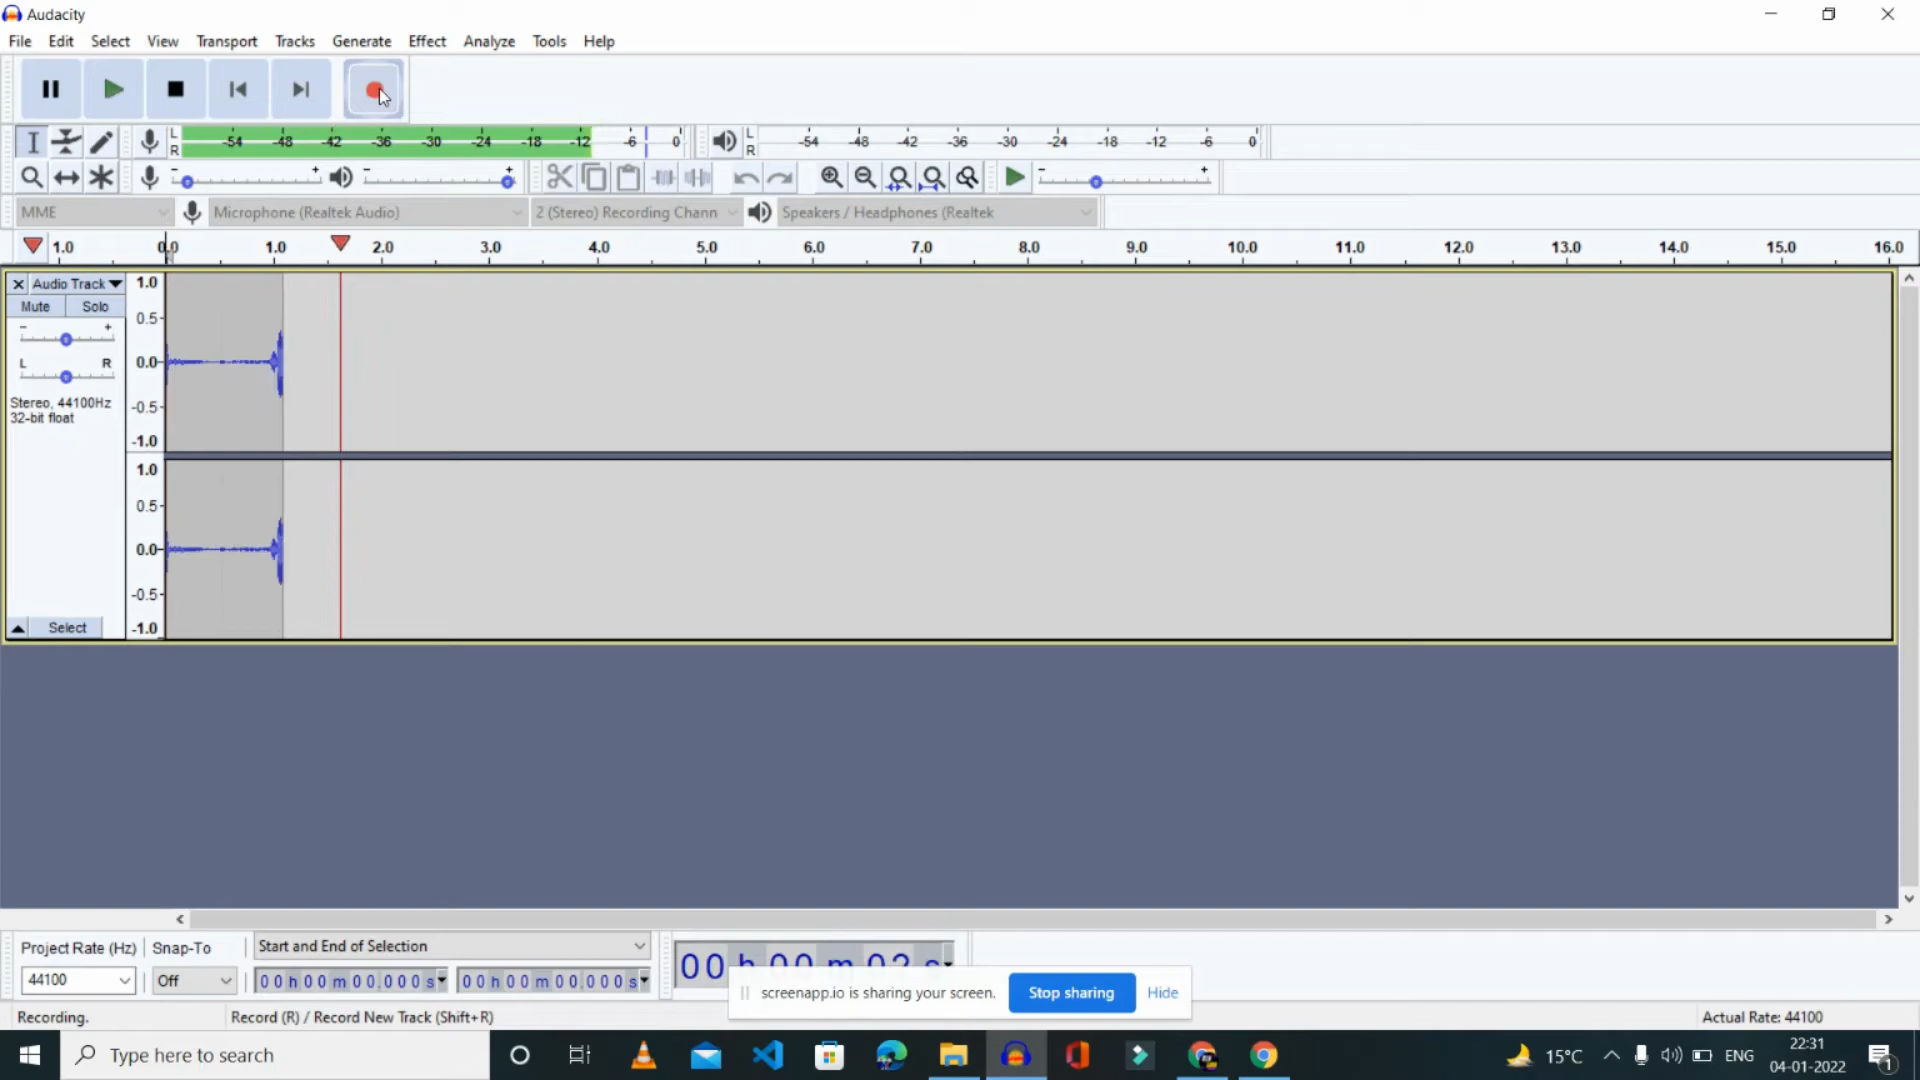 Audacity
File Edit Select View Transport Tracks Generate Effect Analyze Tools Help
L
R
-54 -48 -42 -36 -30 -24 -18 -12 -6 0
L
R
-54 -48 -42 -36 -30 -24 -18 -12 -6 0
- + - + - +
MME Microphone (Realtek Audio) 2 (Stereo) Recording Chann Speakers / Headphones (Realtek
1.0 0.0 1.0 2.0 3.0 4.0 5.0 6.0 7.0 8.0 9.0 10.0 11.0 12.0 13.0 14.0 15.0 16.0
Audio Track 1.0
Mute Solo
0.5
- +
L R 0.0
Stereo, 44100Hz
32-bit float
-0.5
-1.0
1.0
0.5
0.0
-0.5
Select -1.0
Project Rate (Hz) Snap-To Start and End of Selection
44100 Off 00 h 00 m 00.000 s 00 h 00 m 00.000 s
00 h 00 m 02 s
screenapp.io is sharing your screen. Stop sharing Hide
Recording. Record (R) / Record New Track (Shift+R) Actual Rate: 44100
Type here to search
15°C ENG
22:31
04-01-2022
1